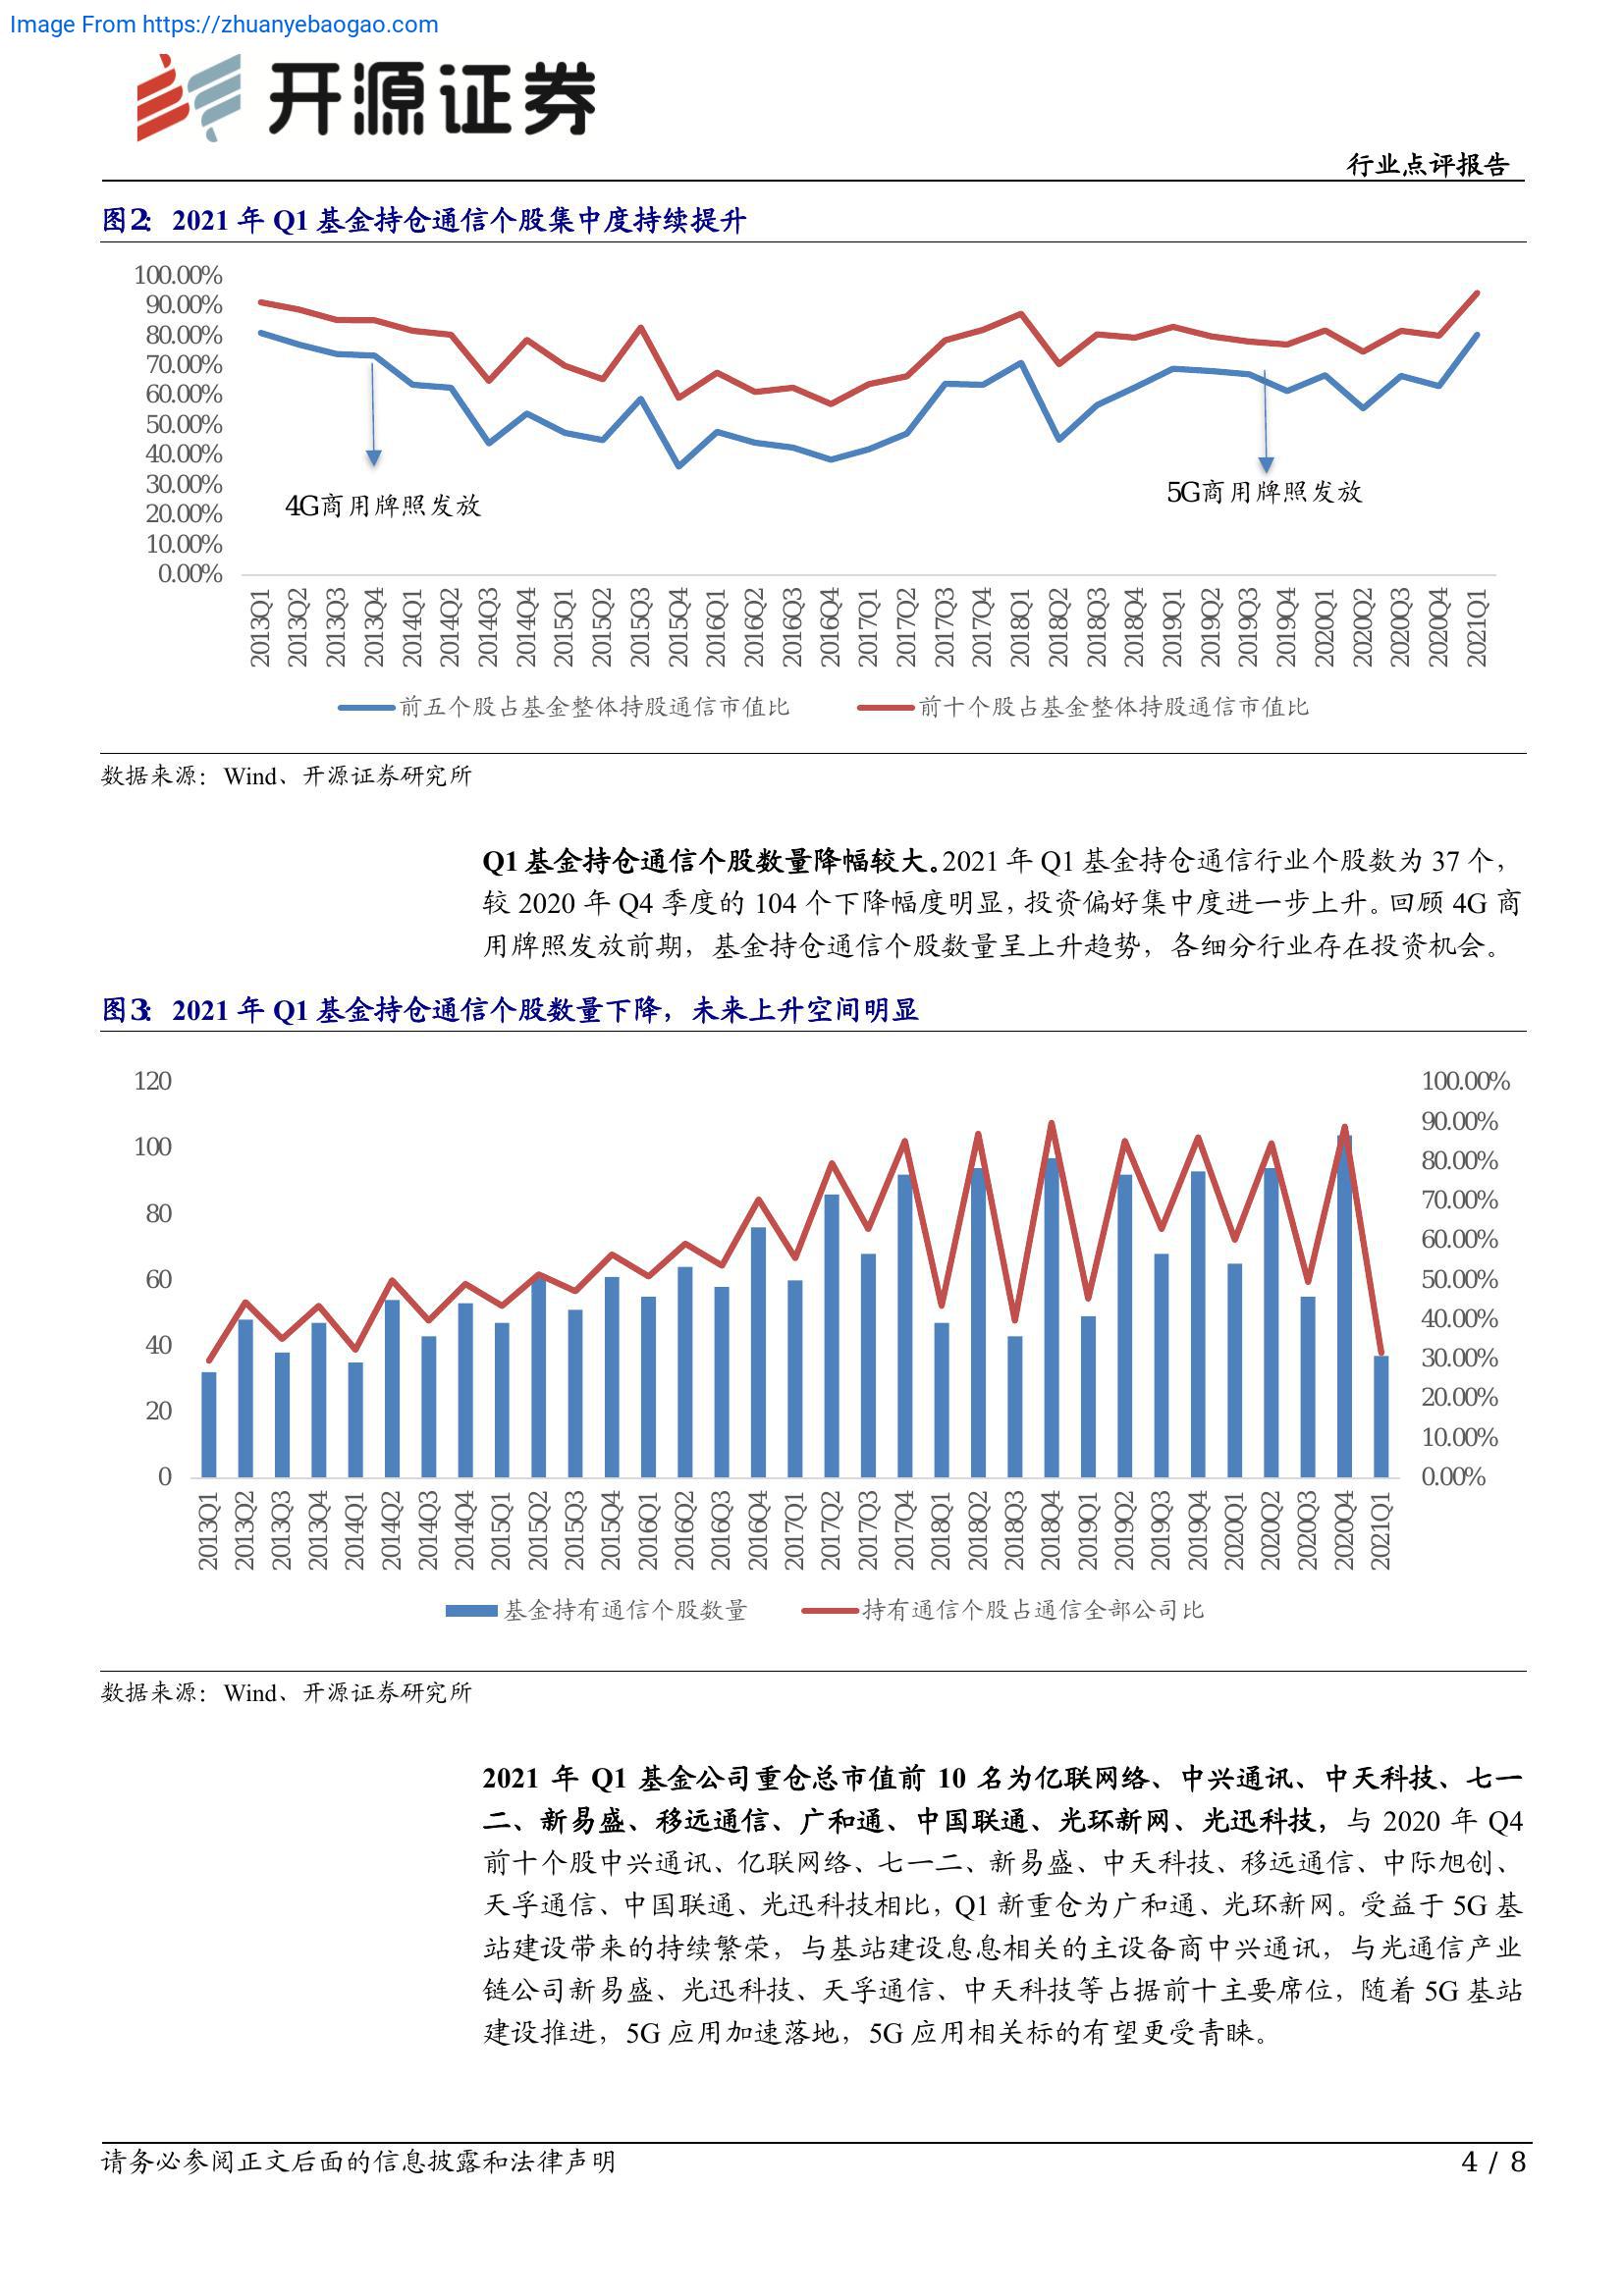 Image From https://zhuanyebaogao.com
开源证券
行业点评报告
图2: 2021 年 Q1 基金持仓通信个股集中度持续提升
100.00%
90.00%
80.00%
70.00%
60.00%
50.00%
40.00%
30.00%
20.00%
10.00%
0.00%
4G商用牌照发放
5G商用牌照发放
2013Q1 2013Q2 2013Q3 2013Q4 2014Q1 2014Q2 2014Q3 2014Q4 2015Q1 2015Q2 2015Q3 2015Q4 2016Q1 2016Q2 2016Q3 2016Q4 2017Q1 2017Q2 2017Q3 2017Q4 2018Q1 2018Q2 2018Q3 2018Q4 2019Q1 2019Q2 2019Q3 2019Q4 2020Q1 2020Q2 2020Q3 2020Q4 2021Q1
前五个股占基金整体持股通信市值比 前十个股占基金整体持股通信市值比
数据来源：Wind、开源证券研究所
Q1 基金持仓通信个股数量降幅较大。2021 年 Q1 基金持仓通信行业个股数为 37 个，
较 2020 年 Q4 季度的 104 个下降幅度明显，投资偏好集中度进一步上升。回顾 4G 商
用牌照发放前期，基金持仓通信个股数量呈上升趋势，各细分行业存在投资机会。
图3: 2021 年 Q1 基金持仓通信个股数量下降，未来上升空间明显
120
100
80
60
40
20
0
100.00%
90.00%
80.00%
70.00%
60.00%
50.00%
40.00%
30.00%
20.00%
10.00%
0.00%
2013Q1 2013Q2 2013Q3 2013Q4 2014Q1 2014Q2 2014Q3 2014Q4 2015Q1 2015Q2 2015Q3 2015Q4 2016Q1 2016Q2 2016Q3 2016Q4 2017Q1 2017Q2 2017Q3 2017Q4 2018Q1 2018Q2 2018Q3 2018Q4 2019Q1 2019Q2 2019Q3 2019Q4 2020Q1 2020Q2 2020Q3 2020Q4 2021Q1
基金持有通信个股数量 持有通信个股占通信全部公司比
数据来源：Wind、开源证券研究所
2021 年 Q1 基金公司重仓总市值前 10 名为亿联网络、中兴通讯、中天科技、七一
二、新易盛、移远通信、广和通、中国联通、光环新网、光迅科技，与 2020 年 Q4
前十个股中兴通讯、亿联网络、七一二、新易盛、中天科技、移远通信、中际旭创、
天孚通信、中国联通、光迅科技相比，Q1 新重仓为广和通、光环新网。受益于 5G 基
站建设带来的持续繁荣，与基站建设息息相关的主设备商中兴通讯，与光通信产业
链公司新易盛、光迅科技、天孚通信、中天科技等占据前十主要席位，随着 5G 基站
建设推进，5G 应用加速落地，5G 应用相关标的有望更受青睐。
请务必参阅正文后面的信息披露和法律声明
4 / 8